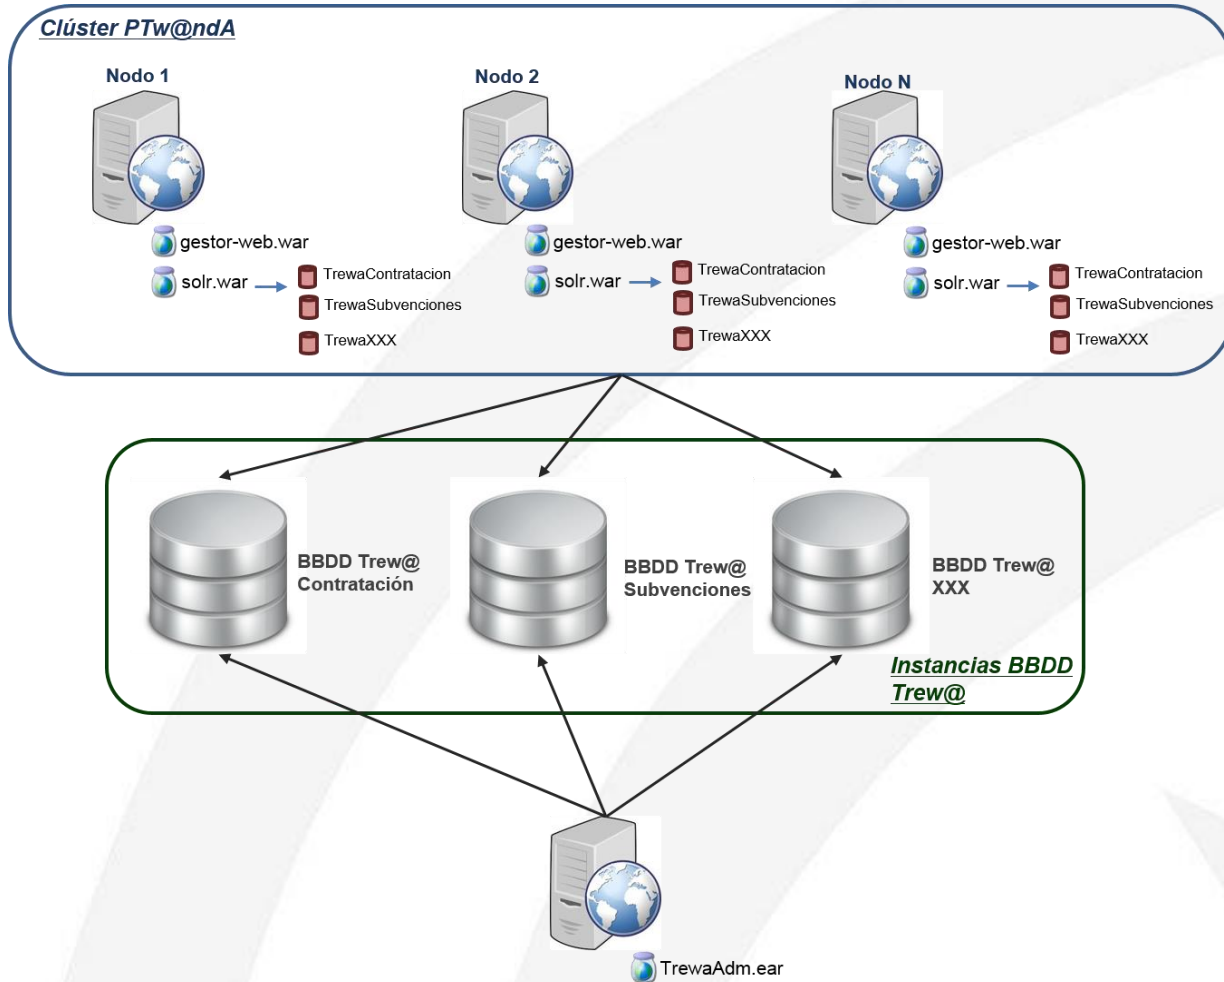 Clúster PTw@ndA
Nodo 1
Nodo 2
Nodo N
gestor-web.war
solr.war
TrewaContratacion
TrewaSubvenciones
TrewaXXX
gestor-web.war
solr.war
TrewaContratacion
TrewaSubvenciones
TrewaXXX
gestor-web.war
solr.war
TrewaContratacion
TrewaSubvenciones
TrewaXXX
BBDD Trew@
Contratación
BBDD Trew@
Subvenciones
BBDD Trew@
XXX
Instancias BBDD
Trew@
TrewaAdm.ear